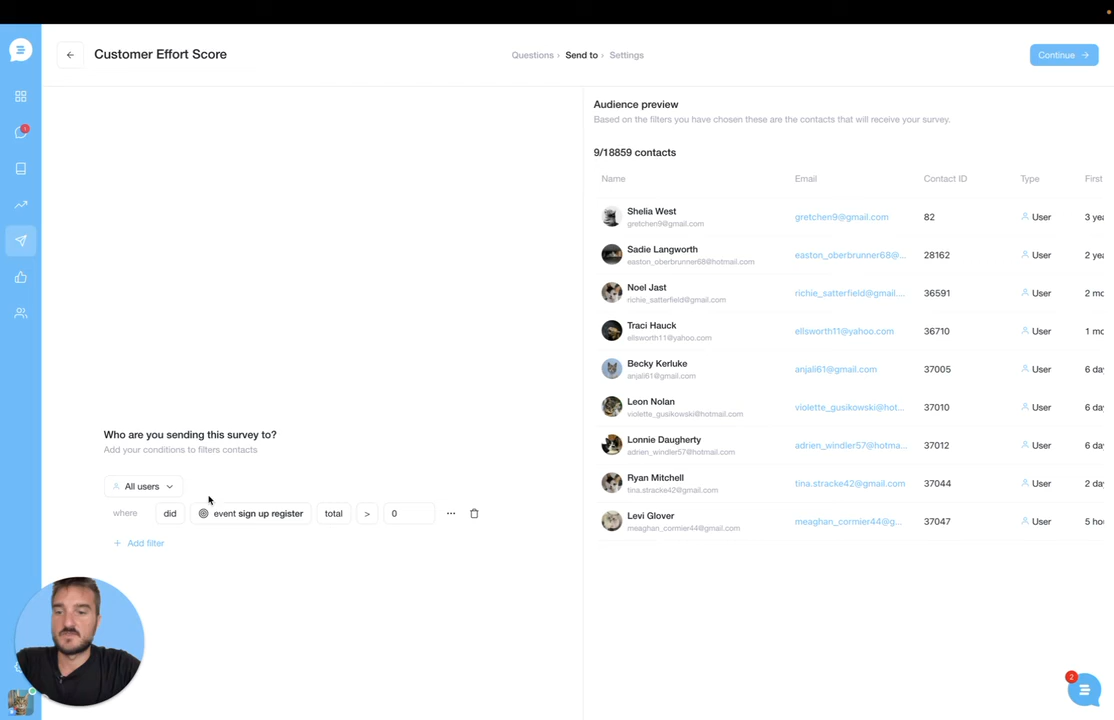 Customer Effort Score
Questions > Send to > Settings
Continue →
1
Audience preview
Based on the filters you have chosen these are the contacts that will receive your survey.
9/18859 contacts
Name Email Contact ID Type First
Shelia West
gretchen9@gmail.com
gretchen9@gmail.com 82 User 3 yea
Sadie Langworth
easton_oberbrunner68@hotmail.com
easton_oberbrunner68@... 28162 User 2 yea
Noel Jast
richie_satterfield@gmail.com
richie_satterfield@gmail.... 36591 User 2 mo
Traci Hauck
ellsworth11@yahoo.com
ellsworth11@yahoo.com 36710 User 1 mo
Becky Kerluke
anjali61@gmail.com
anjali61@gmail.com 37005 User 6 day
Leon Nolan
violette_gusikowski@hotmail.com
violette_gusikowski@hot... 37010 User 6 day
Lonnie Daugherty
adrien_windler57@hotmail.com
adrien_windler57@hotma... 37012 User 6 day
Ryan Mitchell
tina.stracke42@gmail.com
tina.stracke42@gmail.com 37044 User 2 day
Levi Glover
meaghan_cormier44@gmail.com
meaghan_cormier44@g... 37047 User 5 hou
Who are you sending this survey to?
Add your conditions to filters contacts
All users
where did event sign up register total > 0 ...
+ Add filter
2